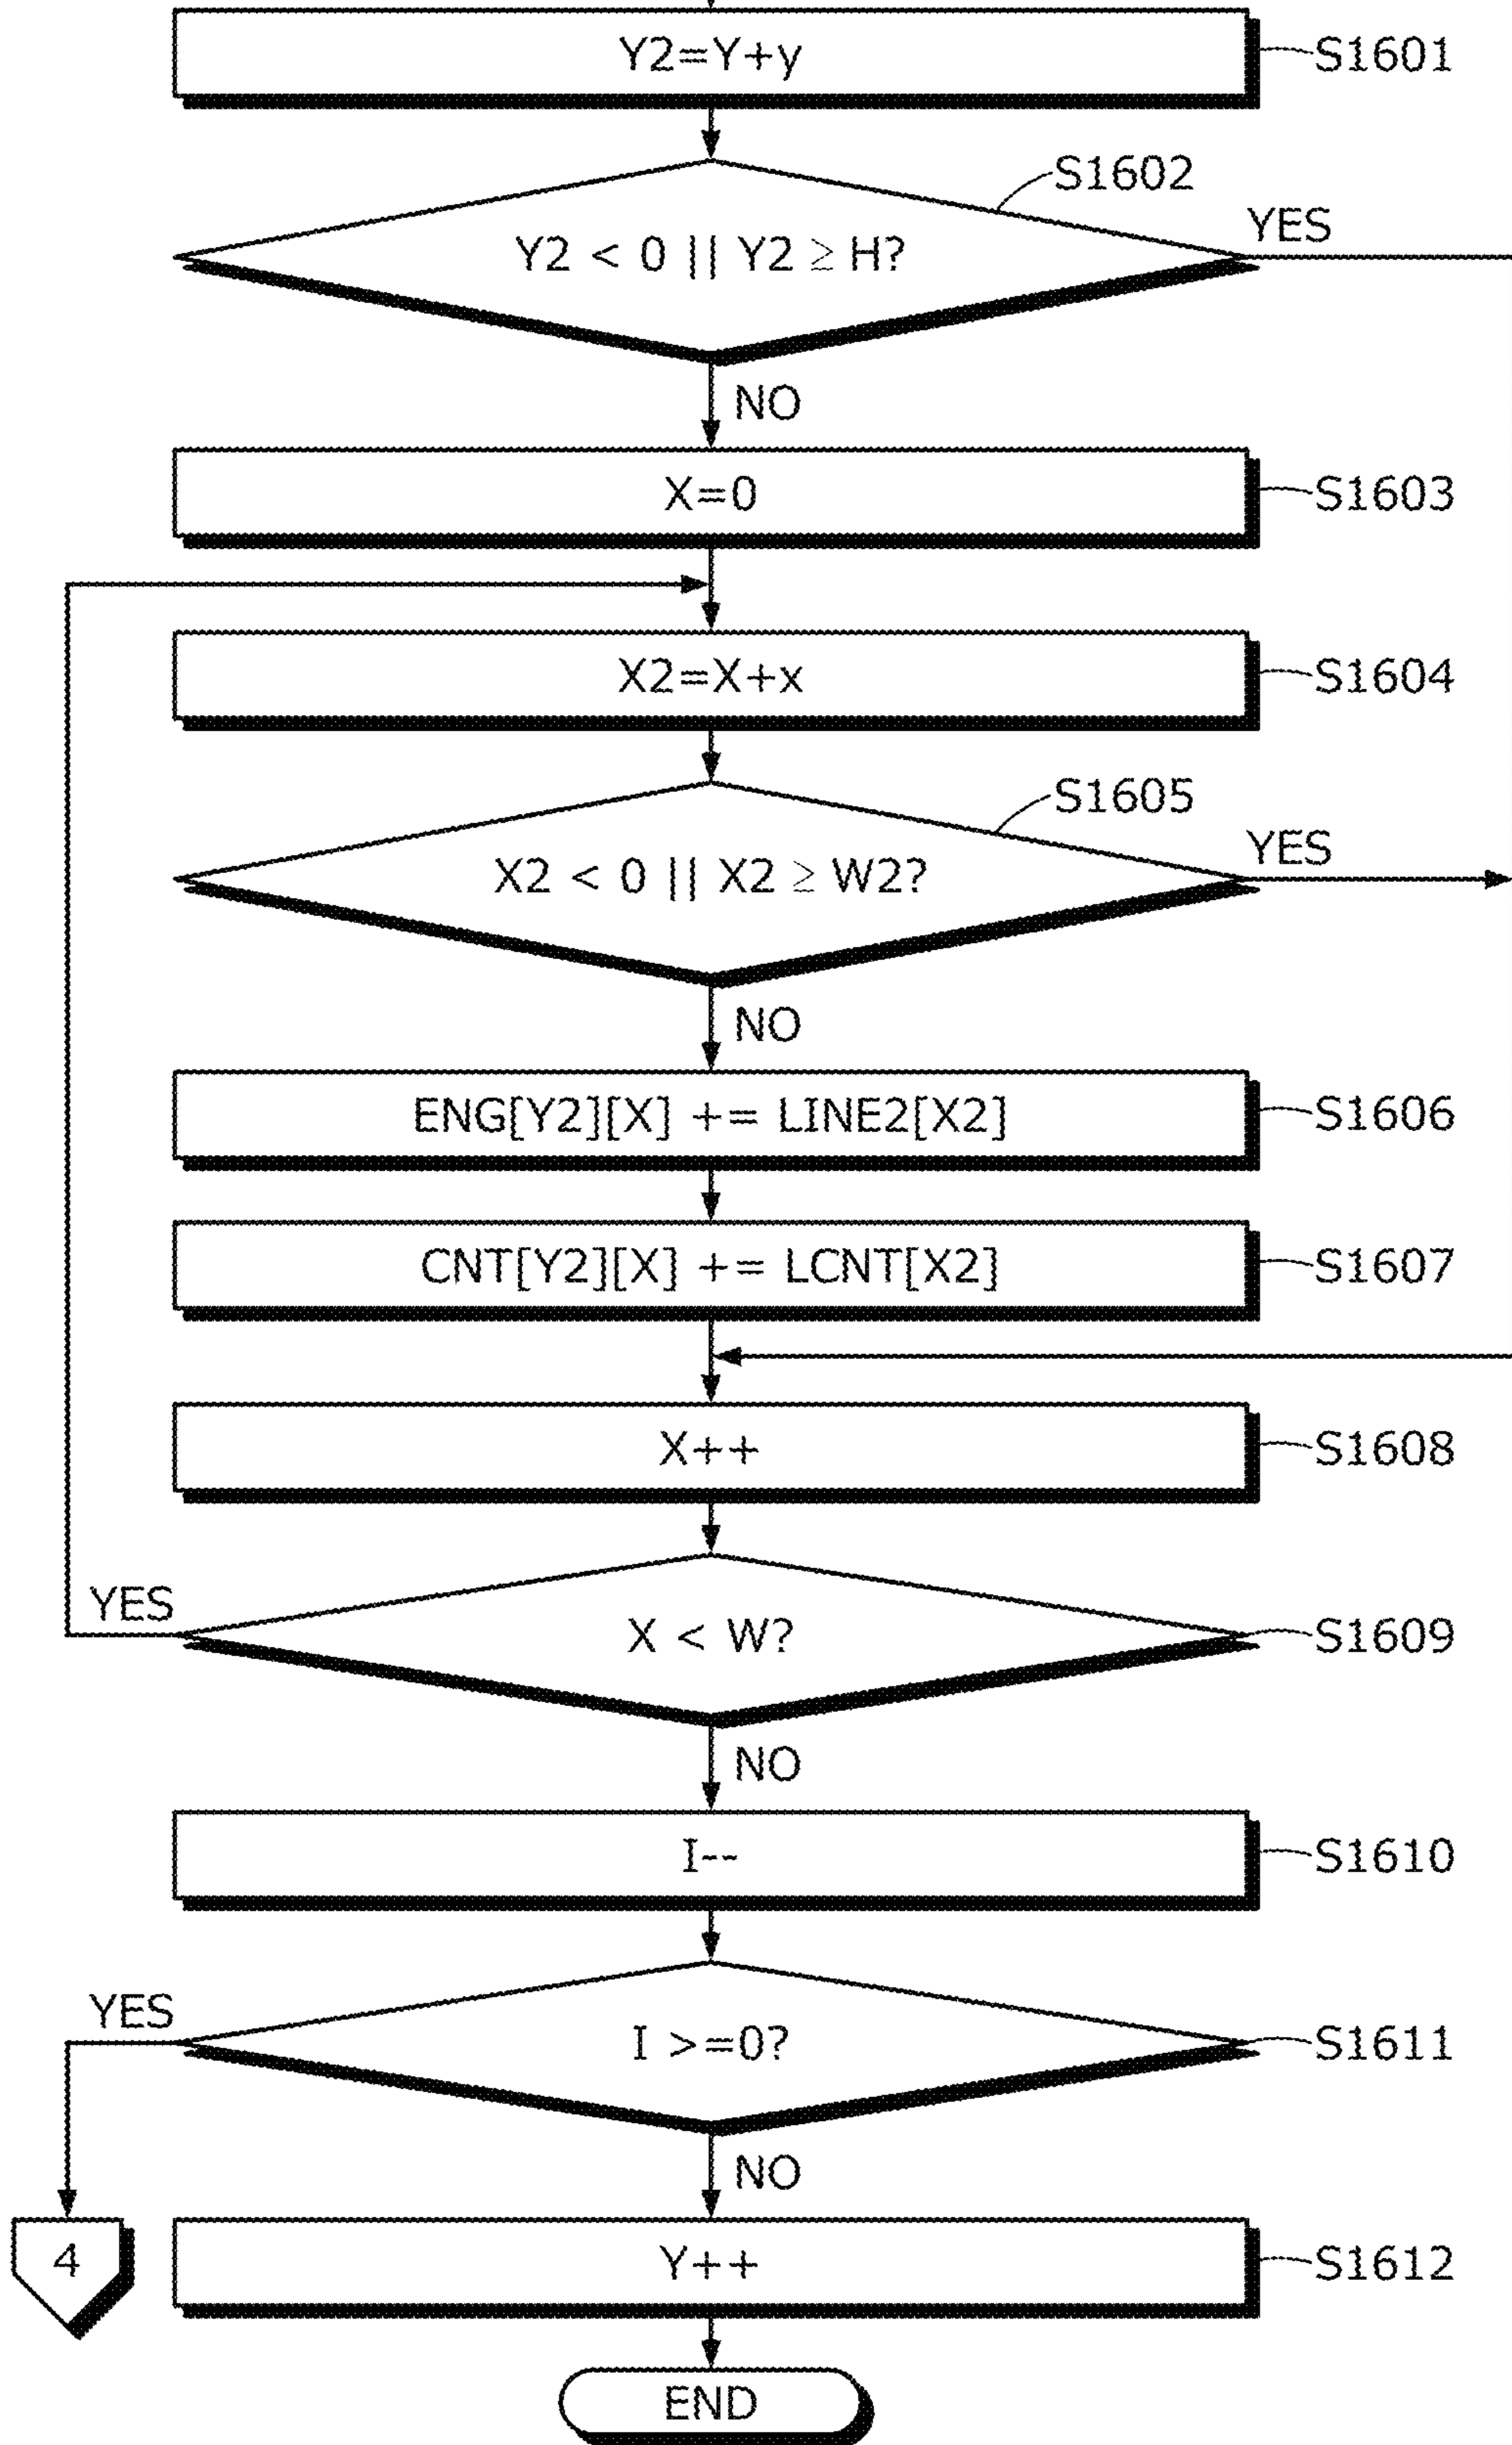 Y2=Y+y
S1601
S1602
Y2 < 0 || Y2 ≥ H?
YES
NO
X=0
S1603
X2=X+x
S1604
S1605
X2 < 0 || X2 ≥ W2?
YES
NO
ENG[Y2][X] += LINE2[X2]
S1606
CNT[Y2][X] += LCNT[X2]
S1607
X++
S1608
YES
X < W?
S1609
NO
I--
S1610
YES
I >=0?
S1611
NO
4
Y++
S1612
END